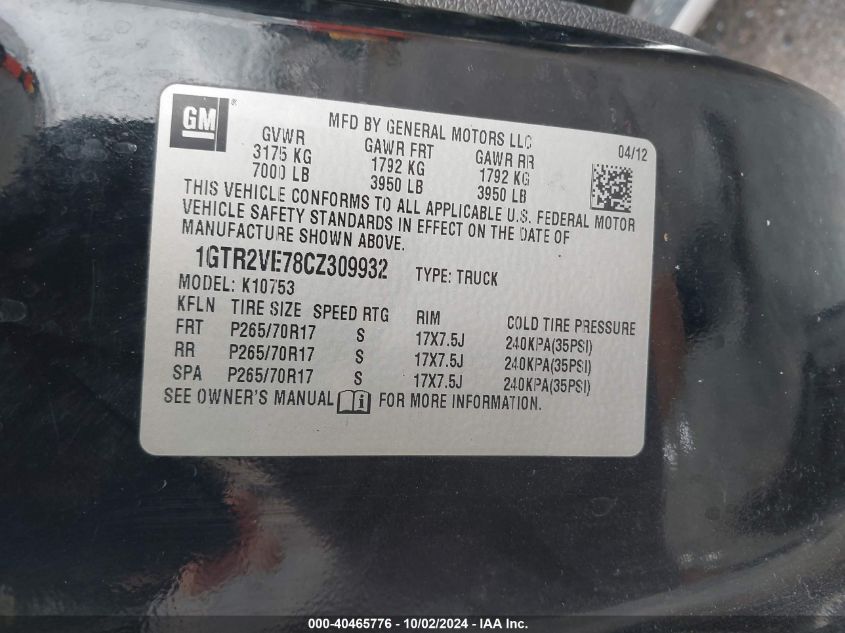 GM ®
MFD BY GENERAL MOTORS LLC
GVWR GAWR FRT GAWR RR 04/12
3175 KG 1792 KG 1792 KG
7000 LB 3950 LB 3950 LB
THIS VEHICLE CONFORMS TO ALL APPLICABLE U.S. FEDERAL MOTOR
VEHICLE SAFETY STANDARDS IN EFFECT ON THE DATE OF
MANUFACTURE SHOWN ABOVE.
1GTR2VE78CZ309932 TYPE: TRUCK
MODEL: K10753
KFLN TIRE SIZE SPEED RTG RIM COLD TIRE PRESSURE
FRT P265/70R17 S 17X7.5J 240KPA(35PSI)
RR P265/70R17 S 17X7.5J 240KPA(35PSI)
SPA P265/70R17 S 17X7.5J 240KPA(35PSI)
SEE OWNER'S MANUAL FOR MORE INFORMATION.
000-40465776 - 10/02/2024 - IAA Inc.